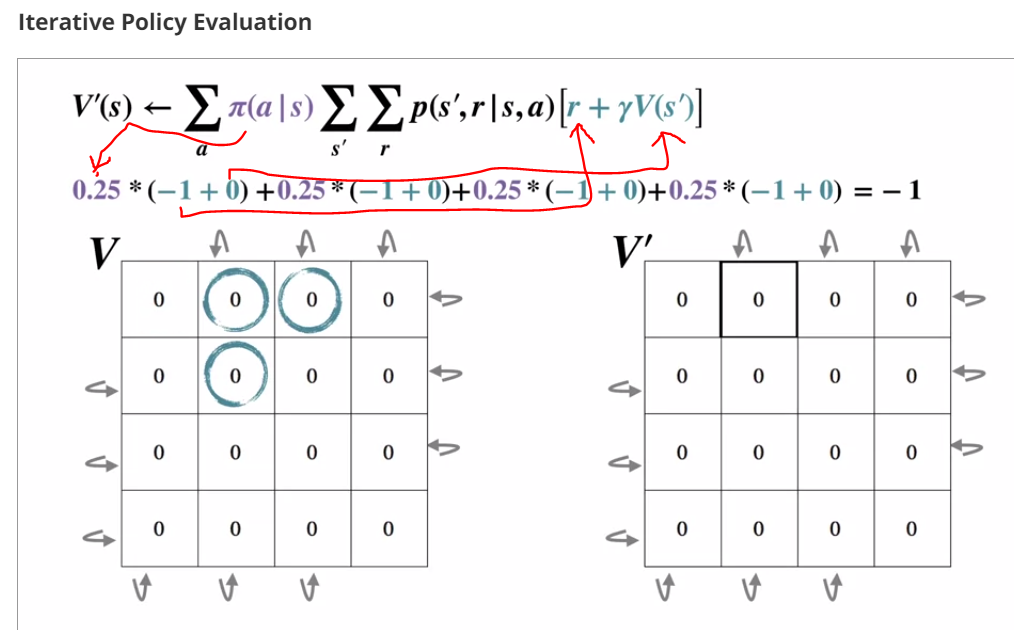 Iterative Policy Evaluation
V′(s) ← ∑ π(a|s) ∑ ∑ p(s′, r|s, a)[r + γV(s′)]
a s′ r
0.25 * (−1 + 0) +0.25 * (−1 + 0)+0.25 * (−1 + 0)+0.25 * (−1 + 0) = − 1
V V′
0 0 0 0 0 0 0 0
0 0 0 0 0 0 0 0
0 0 0 0 0 0 0 0
0 0 0 0 0 0 0 0